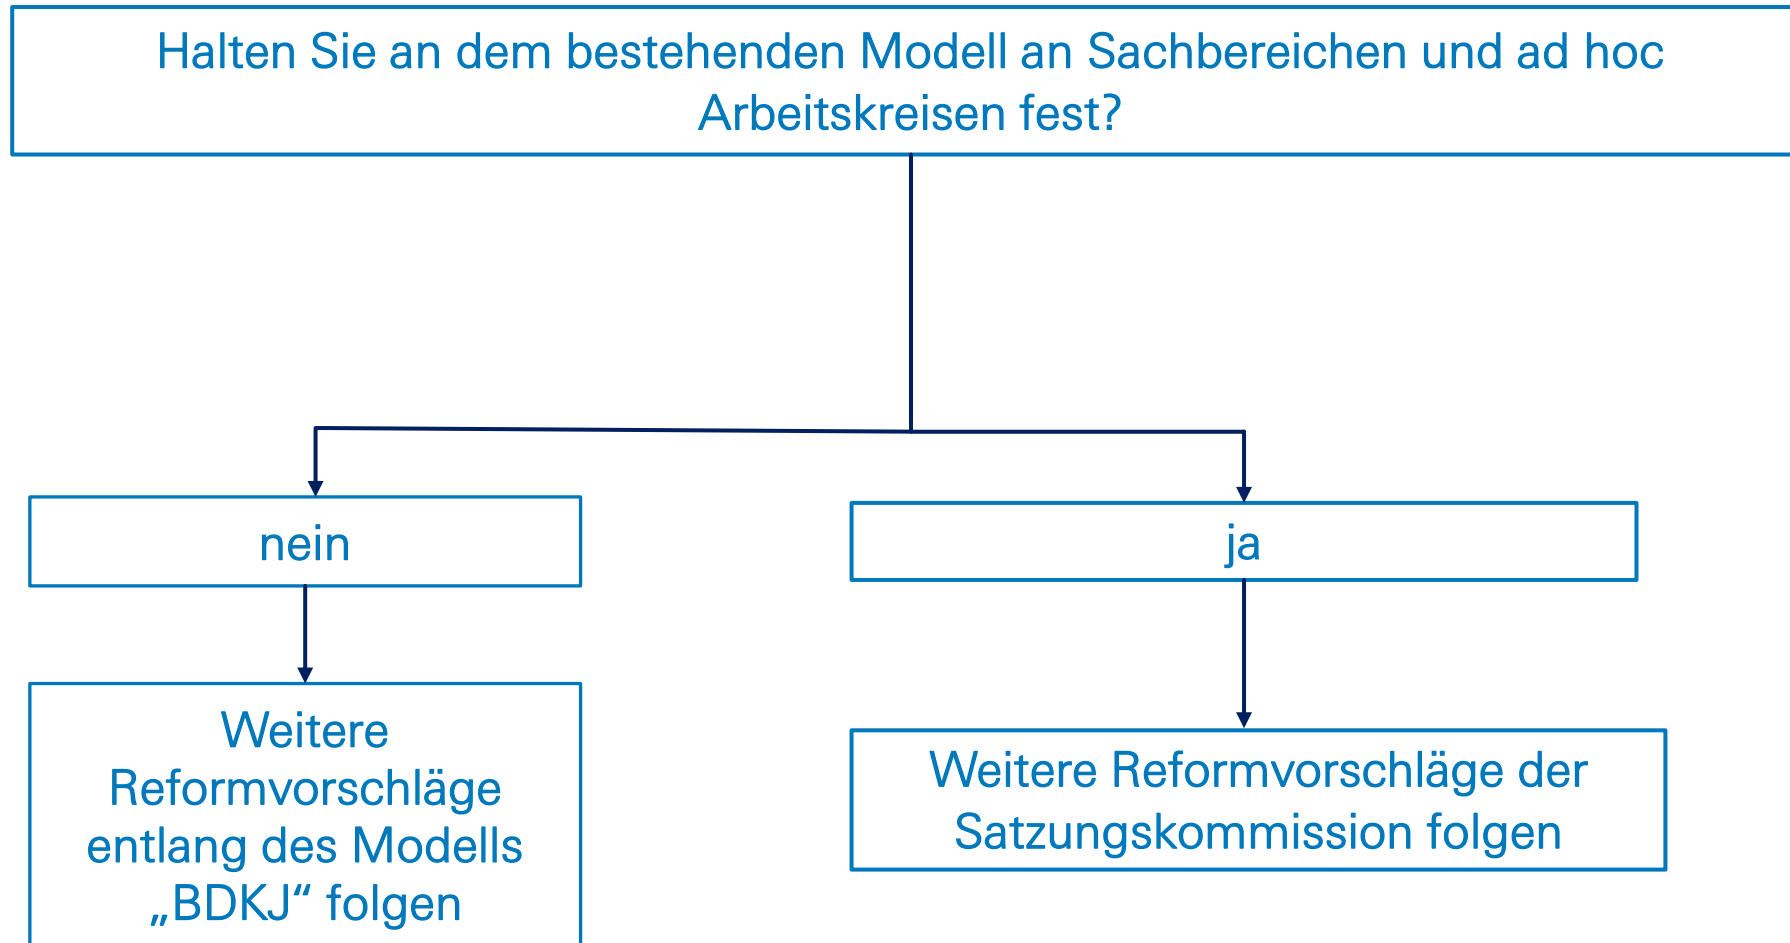 Halten Sie an dem bestehenden Modell an Sachbereichen und ad hoc
Arbeitskreisen fest?
nein
ja
Weitere
Reformvorschläge
entlang des Modells
„BDKJ“ folgen
Weitere Reformvorschläge der
Satzungskommission folgen